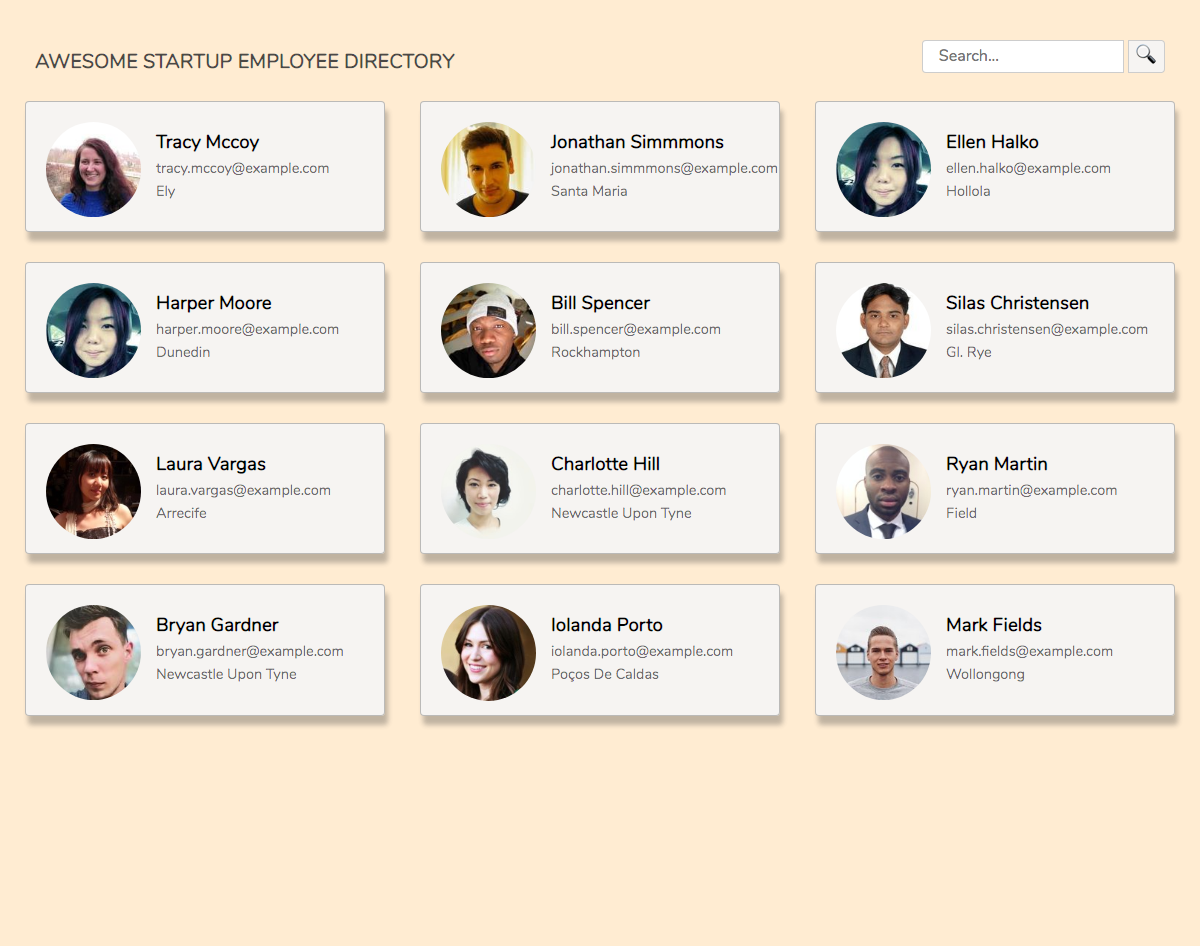 AWESOME STARTUP EMPLOYEE DIRECTORY
Search...
Tracy Mccoy
tracy.mccoy@example.com
Ely
Jonathan Simmmons
jonathan.simmmons@example.com
Santa Maria
Ellen Halko
ellen.halko@example.com
Hollola
Harper Moore
harper.moore@example.com
Dunedin
Bill Spencer
bill.spencer@example.com
Rockhampton
Silas Christensen
silas.christensen@example.com
Gl. Rye
Laura Vargas
laura.vargas@example.com
Arrecife
Charlotte Hill
charlotte.hill@example.com
Newcastle Upon Tyne
Ryan Martin
ryan.martin@example.com
Field
Bryan Gardner
bryan.gardner@example.com
Newcastle Upon Tyne
Iolanda Porto
iolanda.porto@example.com
Poços De Caldas
Mark Fields
mark.fields@example.com
Wollongong